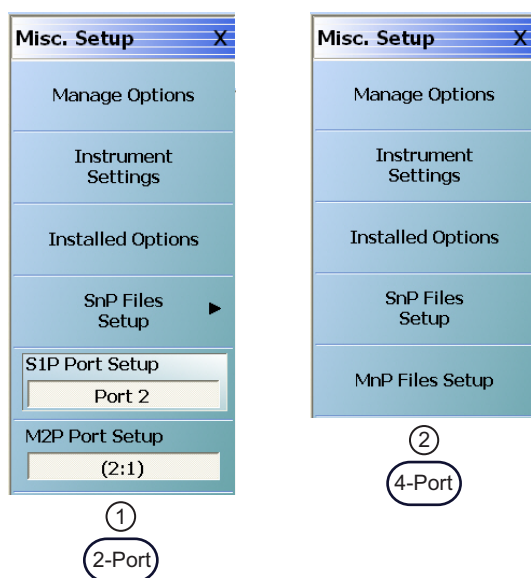 Misc. Setup X
Manage Options
Instrument
Settings
Installed Options
SnP Files
Setup
S1P Port Setup
Port 2
M2P Port Setup
(2:1)
1
2-Port
Misc. Setup X
Manage Options
Instrument
Settings
Installed Options
SnP Files
Setup
MnP Files Setup
2
4-Port